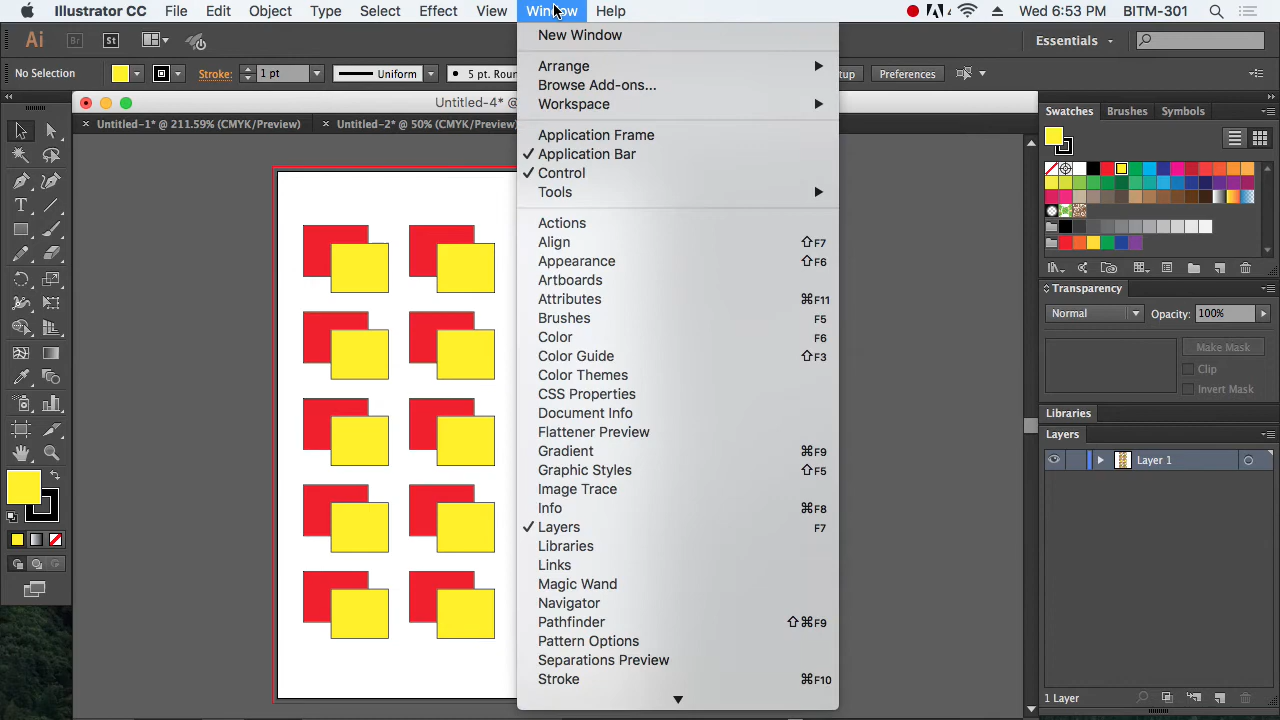 Illustrator CC File Edit Object Type Select Effect View Window Help Wed 6:53 PM BITM-301
Ai Br St Essentials
No Selection Stroke: 1 pt Uniform 5 pt. Roun tup Preferences
Untitled-4* @
Untitled-1* @ 211.59% (CMYK/Preview) Untitled-2* @ 50% (CMYK/Preview)
New Window
Arrange
Browse Add-ons...
Workspace
Application Frame
Application Bar
Control
Tools
Actions
Align ⇧F7
Appearance ⇧F6
Artboards
Attributes ⌘F11
Brushes F5
Color F6
Color Guide ⇧F3
Color Themes
CSS Properties
Document Info
Flattener Preview
Gradient ⌘F9
Graphic Styles ⇧F5
Image Trace
Info ⌘F8
Layers F7
Libraries
Links
Magic Wand
Navigator
Pathfinder ⇧⌘F9
Pattern Options
Separations Preview
Stroke ⌘F10
Swatches Brushes Symbols
Transparency
Normal Opacity: 100%
Make Mask
Clip
Invert Mask
Libraries
Layers
Layer 1
1 Layer